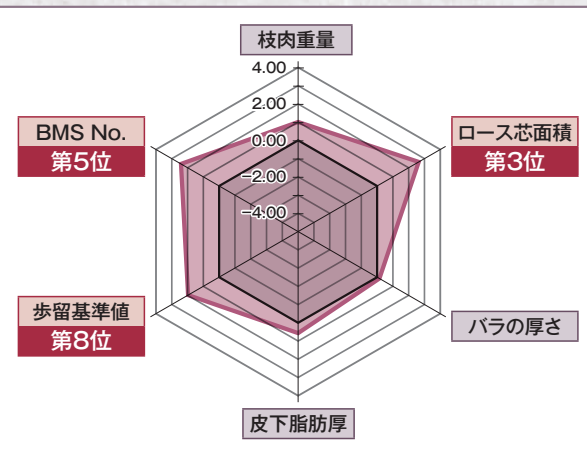 枝肉重量
4.00
2.00
0.00
−2.00
−4.00
BMS No.
第5位
ロース芯面積
第3位
歩留基準値
第8位
バラの厚さ
皮下脂肪厚